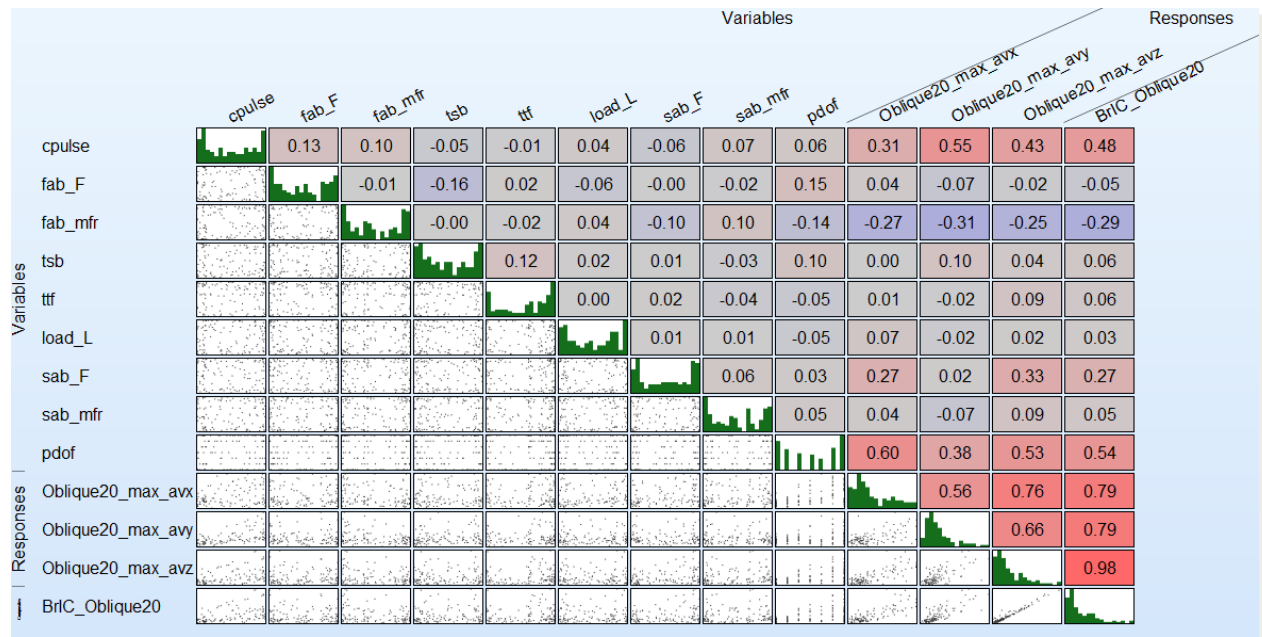 Variables Responses
cpulse fab_F fab_mfr tsb ttf load_L sab_F sab_mfr pdof Oblique20_max_avx Oblique20_max_avy Oblique20_max_avz BrIC_Oblique20
cpulse 0.13 0.10 -0.05 -0.01 0.04 -0.06 0.07 0.06 0.31 0.55 0.43 0.48
fab_F -0.01 -0.16 0.02 -0.06 -0.00 -0.02 0.15 0.04 -0.07 -0.02 -0.05
fab_mfr -0.00 -0.02 0.04 -0.10 0.10 -0.14 -0.27 -0.31 -0.25 -0.29
tsb 0.12 0.02 0.01 -0.03 0.10 0.00 0.10 0.04 0.06
Variables
ttf 0.00 0.02 -0.04 -0.05 0.01 -0.02 0.09 0.06
load_L 0.01 0.01 -0.05 0.07 -0.02 0.02 0.03
sab_F 0.06 0.03 0.27 0.02 0.33 0.27
sab_mfr 0.05 0.04 -0.07 0.09 0.05
pdof 0.60 0.38 0.53 0.54
Oblique20_max_avx 0.56 0.76 0.79
Responses
Oblique20_max_avy 0.66 0.79
Oblique20_max_avz 0.98
BrIC_Oblique20